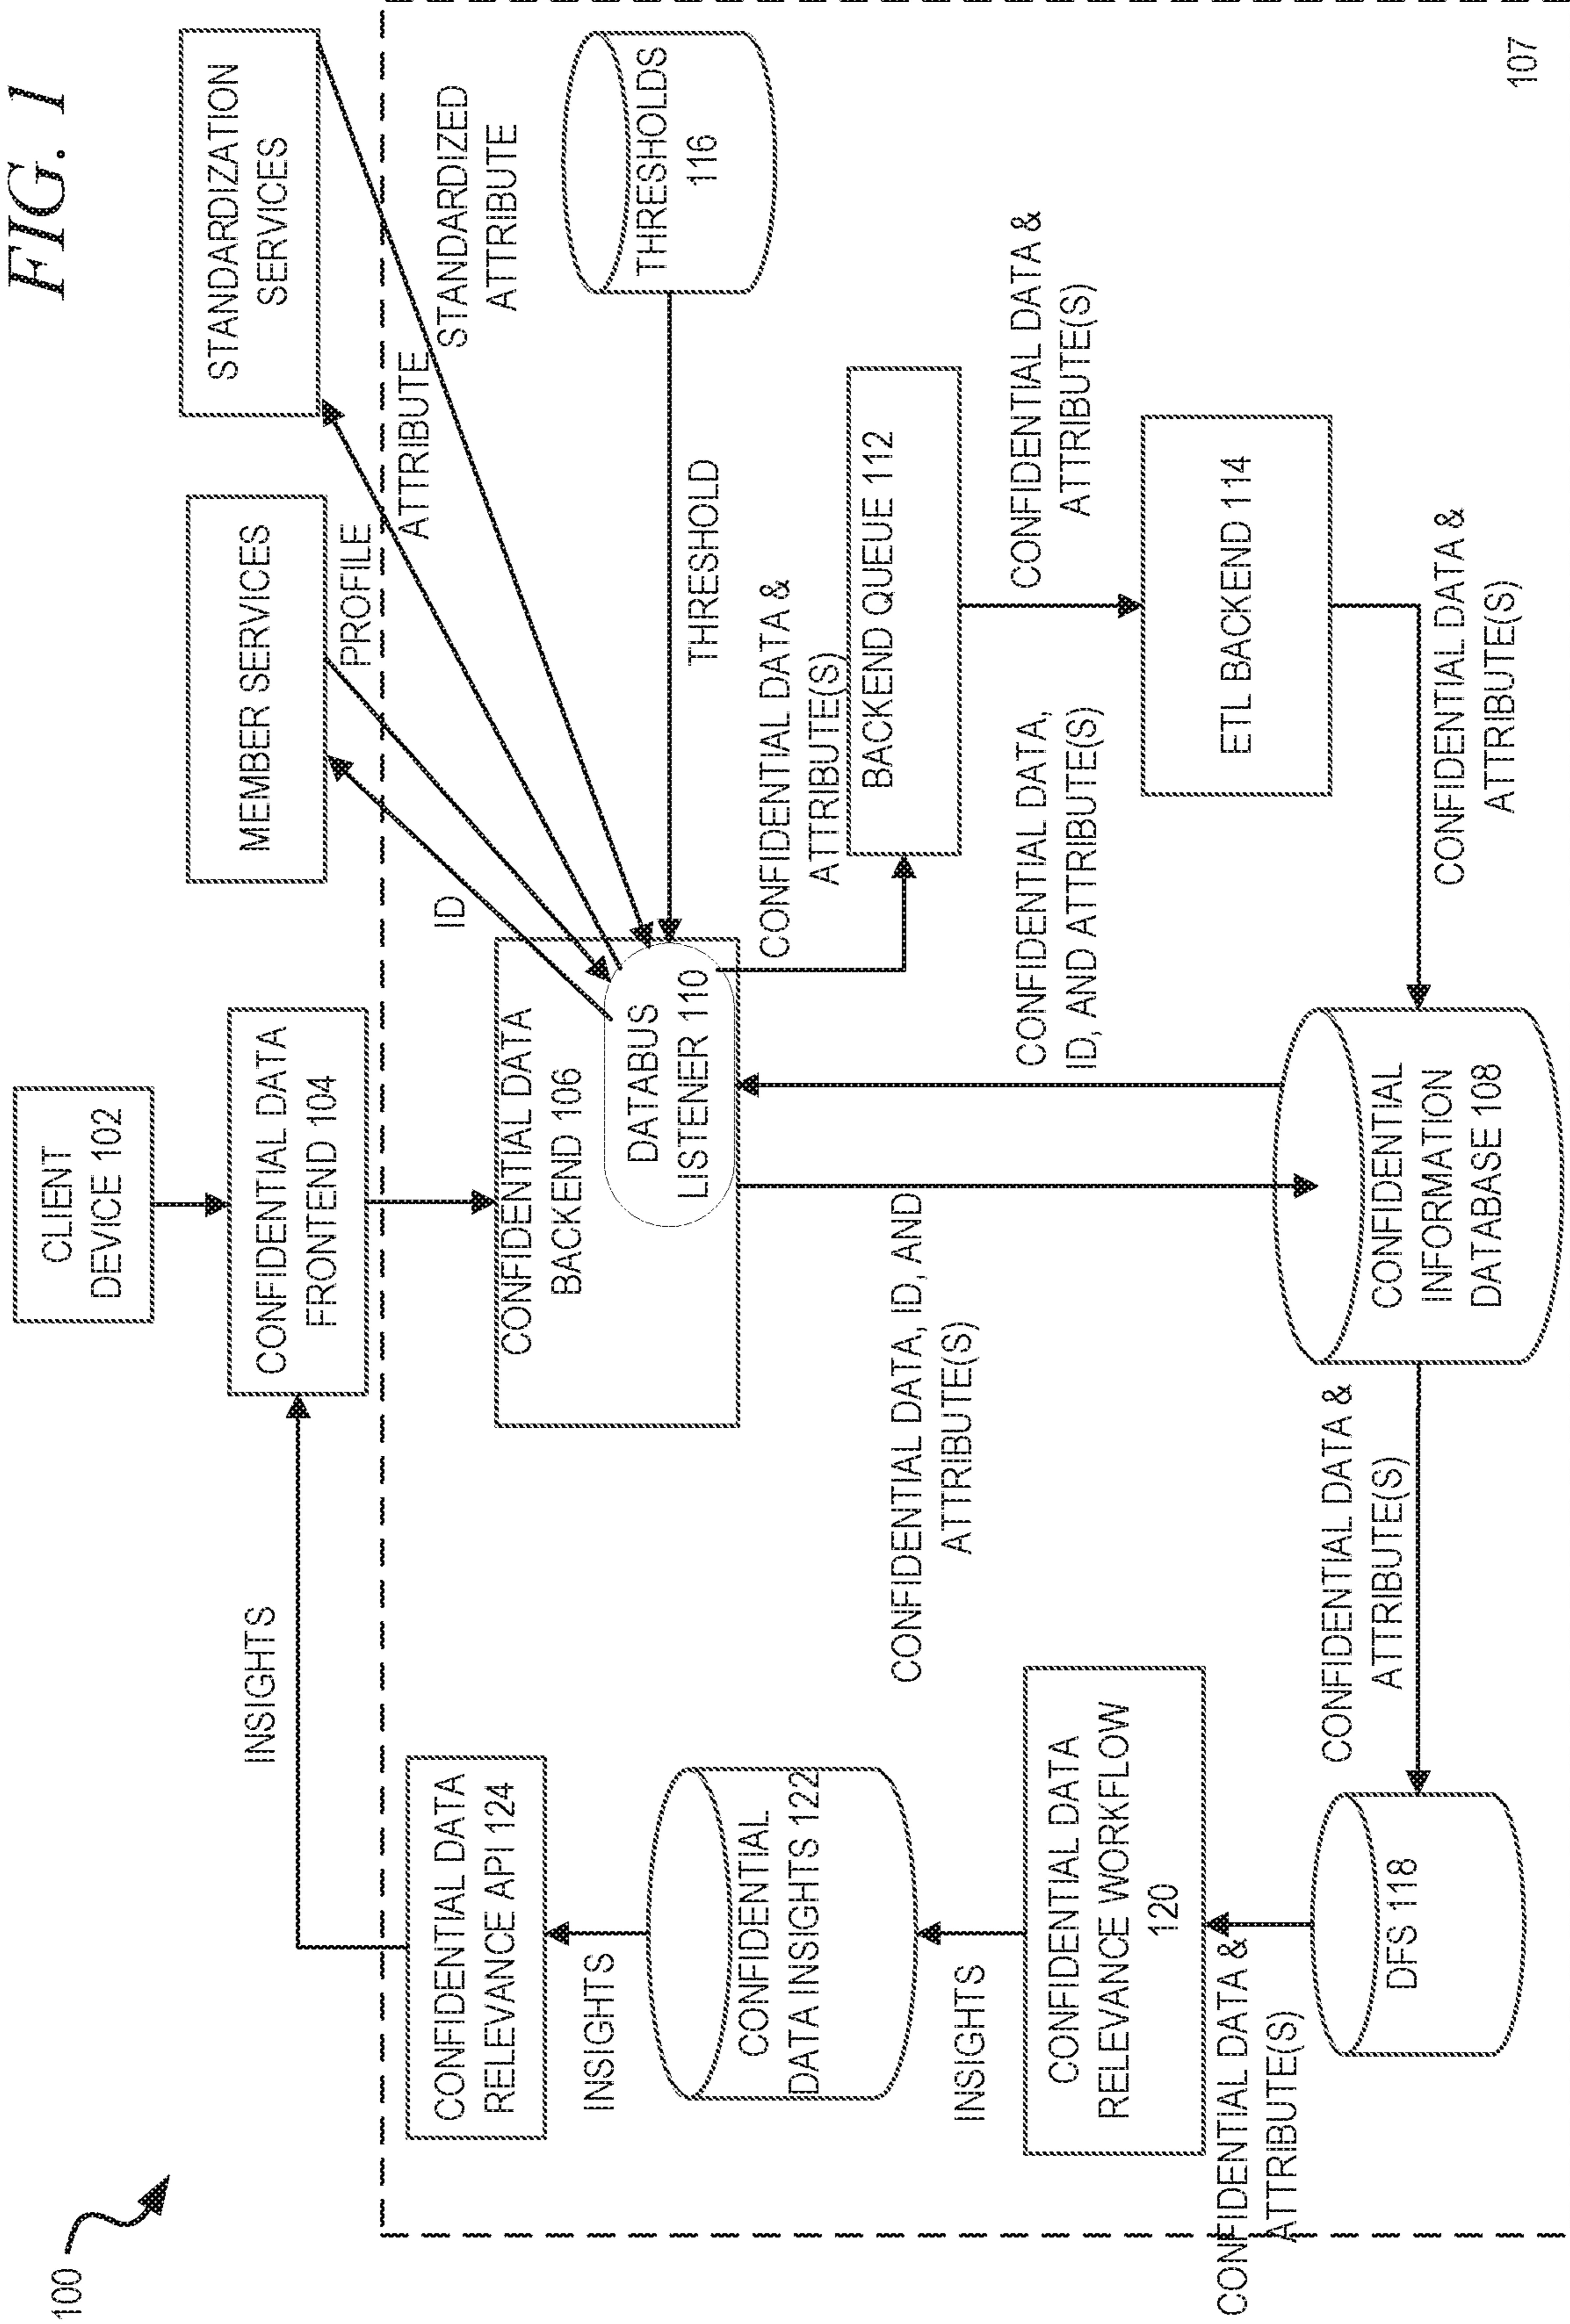 FIG. 1
100
CLIENT
DEVICE 102
CONFIDENTIAL DATA
FRONTEND 104
MEMBER SERVICES
STANDARDIZATION
SERVICES
INSIGHTS
ID
PROFILE
ATTRIBUTE
STANDARDIZED
ATTRIBUTE
CONFIDENTIAL DATA
RELEVANCE API 124
CONFIDENTIAL DATA
BACKEND 106
DATABUS
LISTENER 110
THRESHOLD
THRESHOLDS
116
INSIGHTS
CONFIDENTIAL
DATA INSIGHTS 122
CONFIDENTIAL DATA &
ATTRIBUTE(S)
BACKEND QUEUE 112
CONFIDENTIAL DATA, ID, AND
ATTRIBUTE(S)
CONFIDENTIAL DATA,
ID, AND ATTRIBUTE(S)
CONFIDENTIAL DATA &
ATTRIBUTE(S)
INSIGHTS
CONFIDENTIAL DATA
RELEVANCE WORKFLOW
120
ETL BACKEND 114
CONFIDENTIAL DATA &
ATTRIBUTE(S)
CONFIDENTIAL DATA &
ATTRIBUTE(S)
CONFIDENTIAL DATA &
ATTRIBUTE(S)
DFS 118
CONFIDENTIAL
INFORMATION
DATABASE 108
107